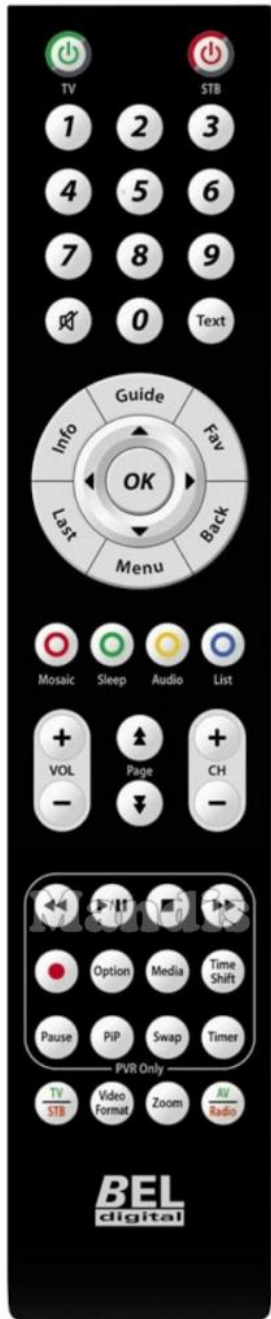 TV STB
1 2 3
4 5 6
7 8 9
0 Text
Guide
Info Fav
OK
Last Back
Menu
Mosaic Sleep Audio List
+ +
VOL Page CH
- -
Mandis
Option Media Time
Shift
Pause PiP Swap Timer
PVR Only
TV Video AV
STB Format Zoom Radio
BEL
digital